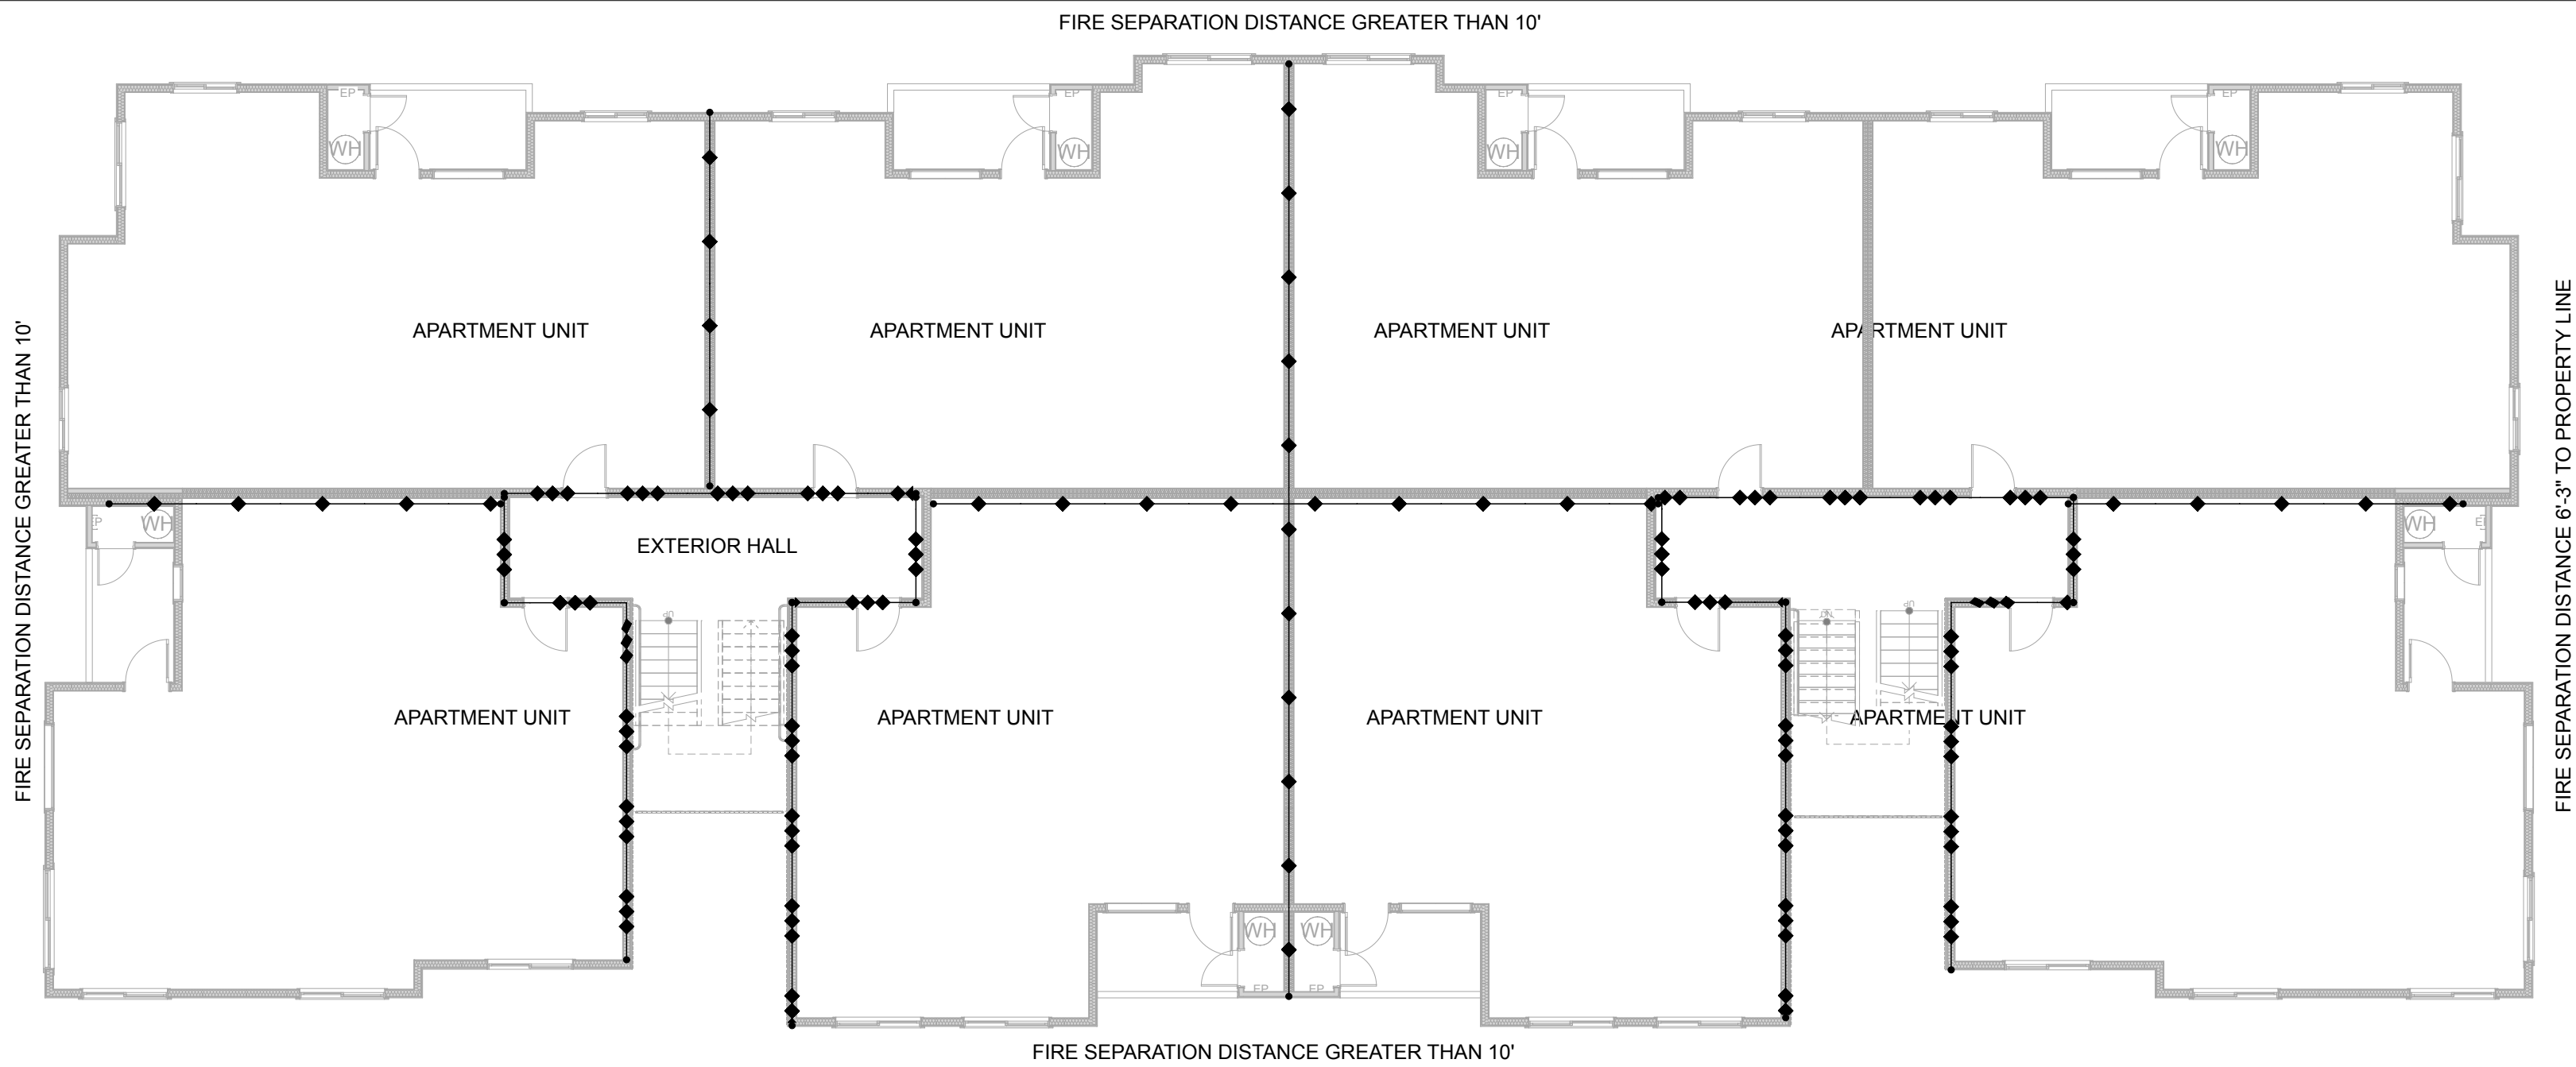 FIRE SEPARATION DISTANCE GREATER THAN 10'
EP
EP
EP
EP
WH
WH
WH
WH
APARTMENT UNIT
APARTMENT UNIT
APARTMENT UNIT
APARTMENT UNIT
FIRE SEPARATION DISTANCE GREATER THAN 10'
FIRE SEPARATION DISTANCE 6'-3" TO PROPERTY LINE
WH
WH
EXTERIOR HALL
UP
UP
APARTMENT UNIT
APARTMENT UNIT
APARTMENT UNIT
APARTMENT UNIT
WH
WH
EP
EP
FIRE SEPARATION DISTANCE GREATER THAN 10'